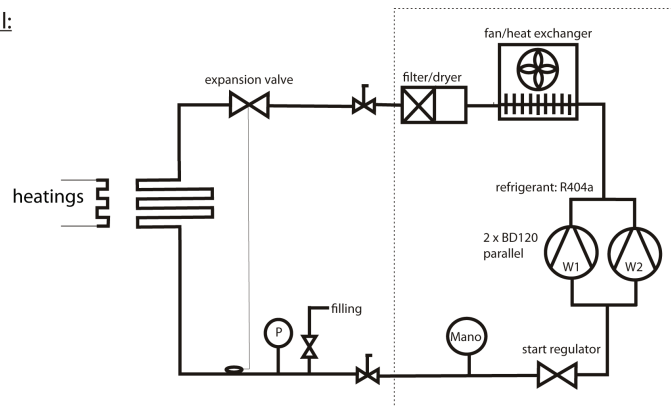 l:
fan/heat exchanger
expansion valve
filter/dryer
refrigerant: R404a
heatings
2 x BD120
parallel
W1
W2
filling
P
Mano
start regulator